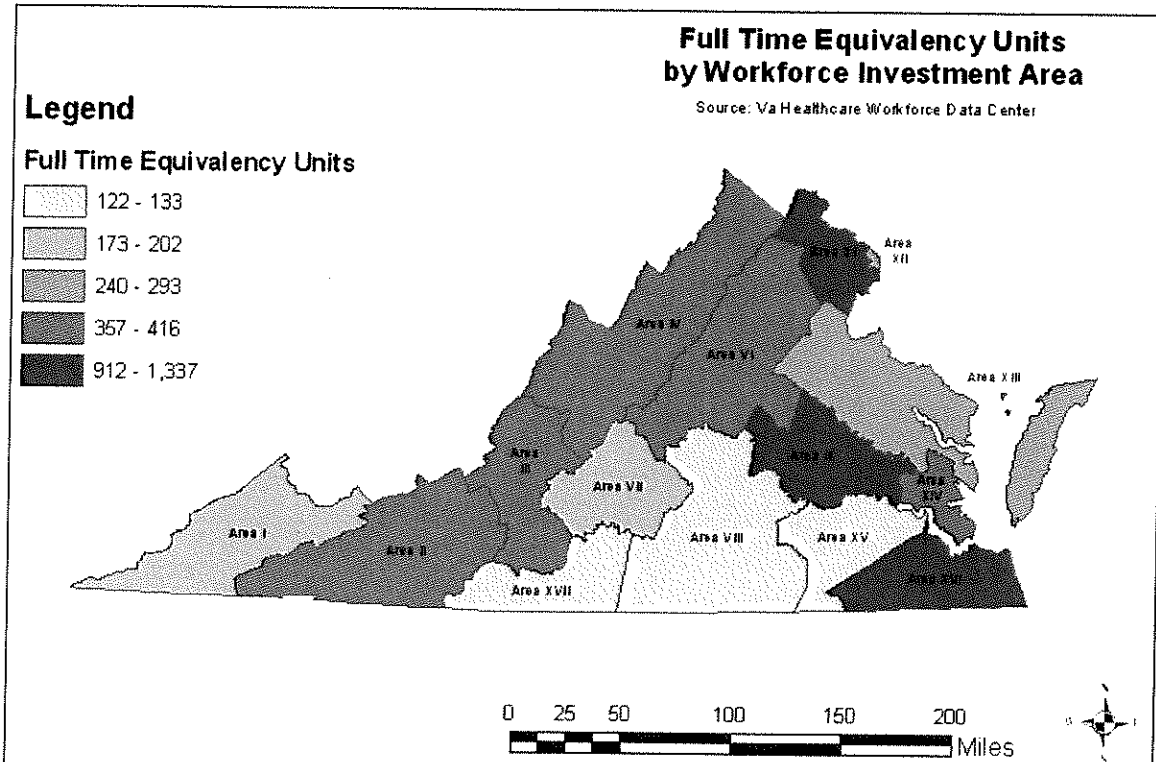 Full Time Equivalency Units
by Workforce Investment Area
Source: Va Healthcare Workforce Data Center
Legend
Full Time Equivalency Units
122 - 133
173 - 202
240 - 293
357 - 416
912 - 1,337
Area
XII
Area
Area IV
Area VI
Area XIII
Area
III
Area VII
Area
Area
XIV
Area I
Area II
Area VIII
Area XV
Area XVII
Area
0 25 50 100 150 200
Miles